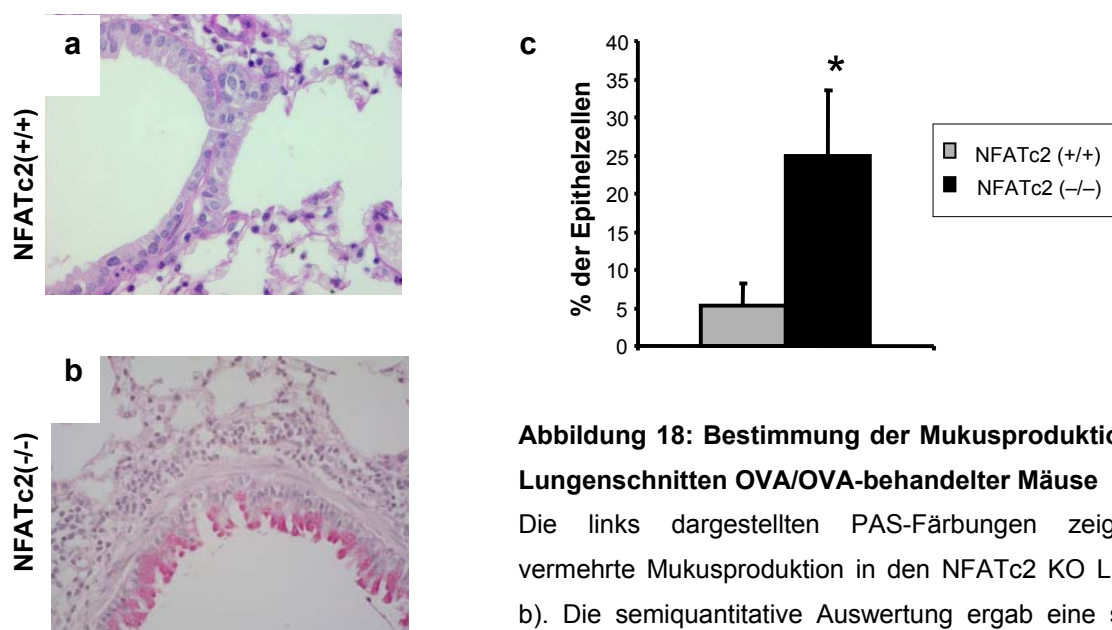 a
NFATc2(+/+)
b
NFATc2(-/-)
c
% der Epithelzellen
40
35
30
25
20
15
10
5
0
*
NFATc2 (+/+)
NFATc2 (–/–)
Abbildung 18: Bestimmung der
Lungenschnitten OVA/OVA-behandelter Mäuse
Die links dargestellten PAS-Färbungen
vermehrte Mukusproduktion in den NFATc2 KO
b). Die semiquantitative Auswertung ergab eine